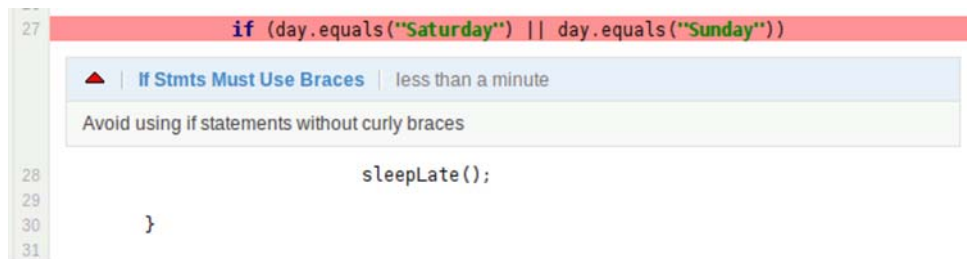 27 if (day.equals("Saturday") || day.equals("Sunday"))
If Stmts Must Use Braces | less than a minute
Avoid using if statements without curly braces
28 sleepLate();
29
30 }
31